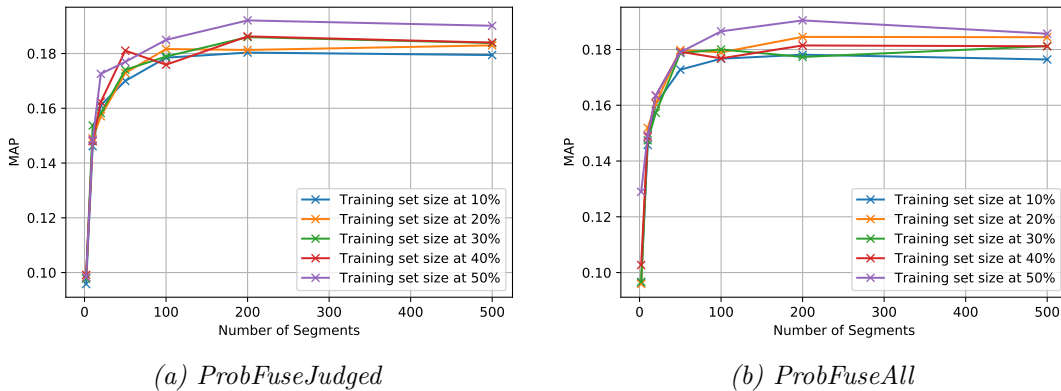 0.18
0.16
0.14
0.12
0.10
MAP
0 100 200 300 400 500
Number of Segments
Training set size at 10%
Training set size at 20%
Training set size at 30%
Training set size at 40%
Training set size at 50%
(a) ProbFuseJudged
0.18
0.16
0.14
0.12
0.10
MAP
0 100 200 300 400 500
Number of Segments
Training set size at 10%
Training set size at 20%
Training set size at 30%
Training set size at 40%
Training set size at 50%
(b) ProbFuseAll